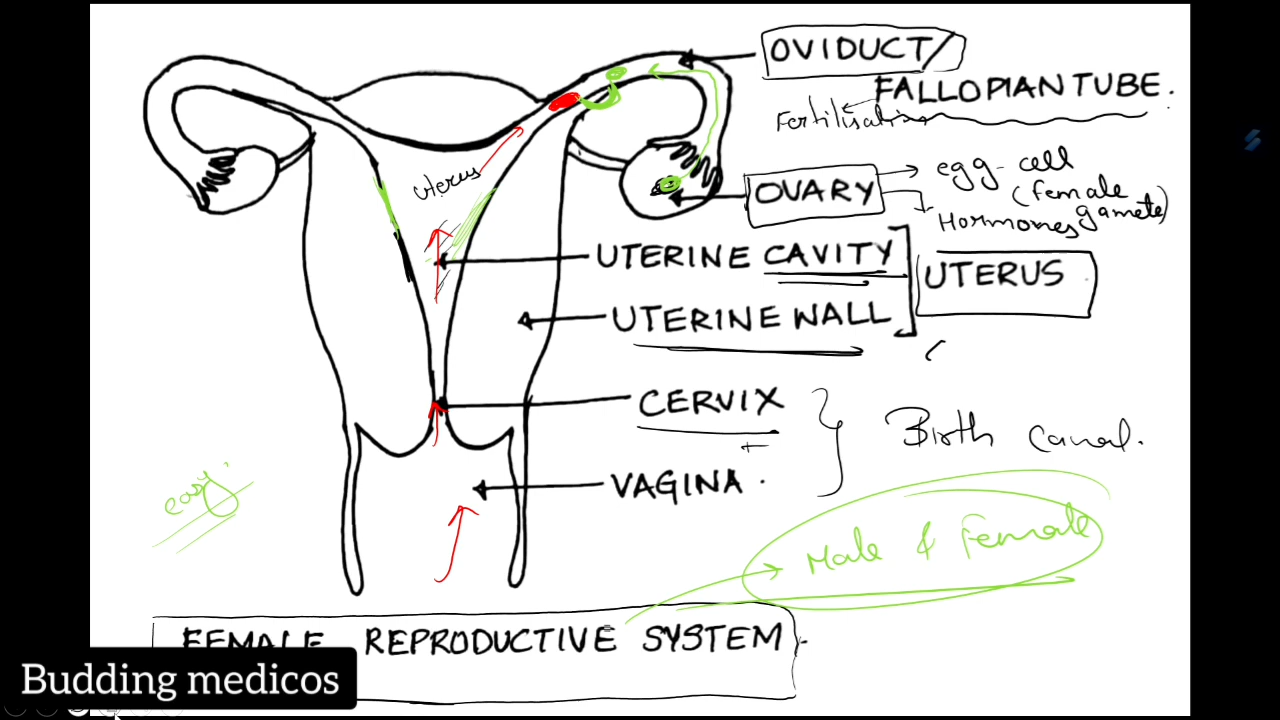 OVIDUCT/
FALLOPIAN TUBE.
Fertilisation
uterus
OVARY
egg-cell
(female
gamete)
Hormones
UTERINE CAVITY
UTERUS
UTERINE WALL
CERVIX
Birth Canal.
VAGINA.
easy.
Male & Female
FEMALE REPRODUCTIVE SYSTEM
Budding medicos